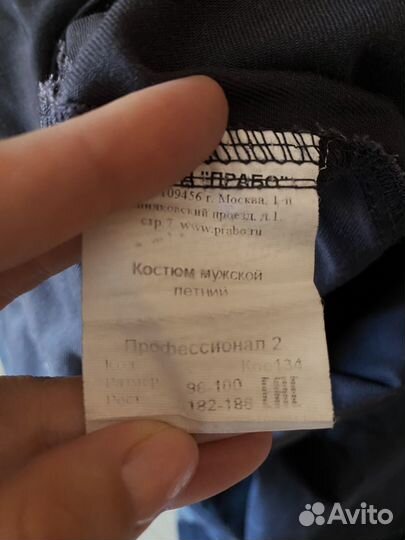 "ПРАБО"
109456 г. Москва, 1-й
проезд, д.1,
стр.7. www.prabo.ru
Костюм мужской
летний
Профессионал 2
Код Кос134
Размер 96-100
Рост 182-188
Avito